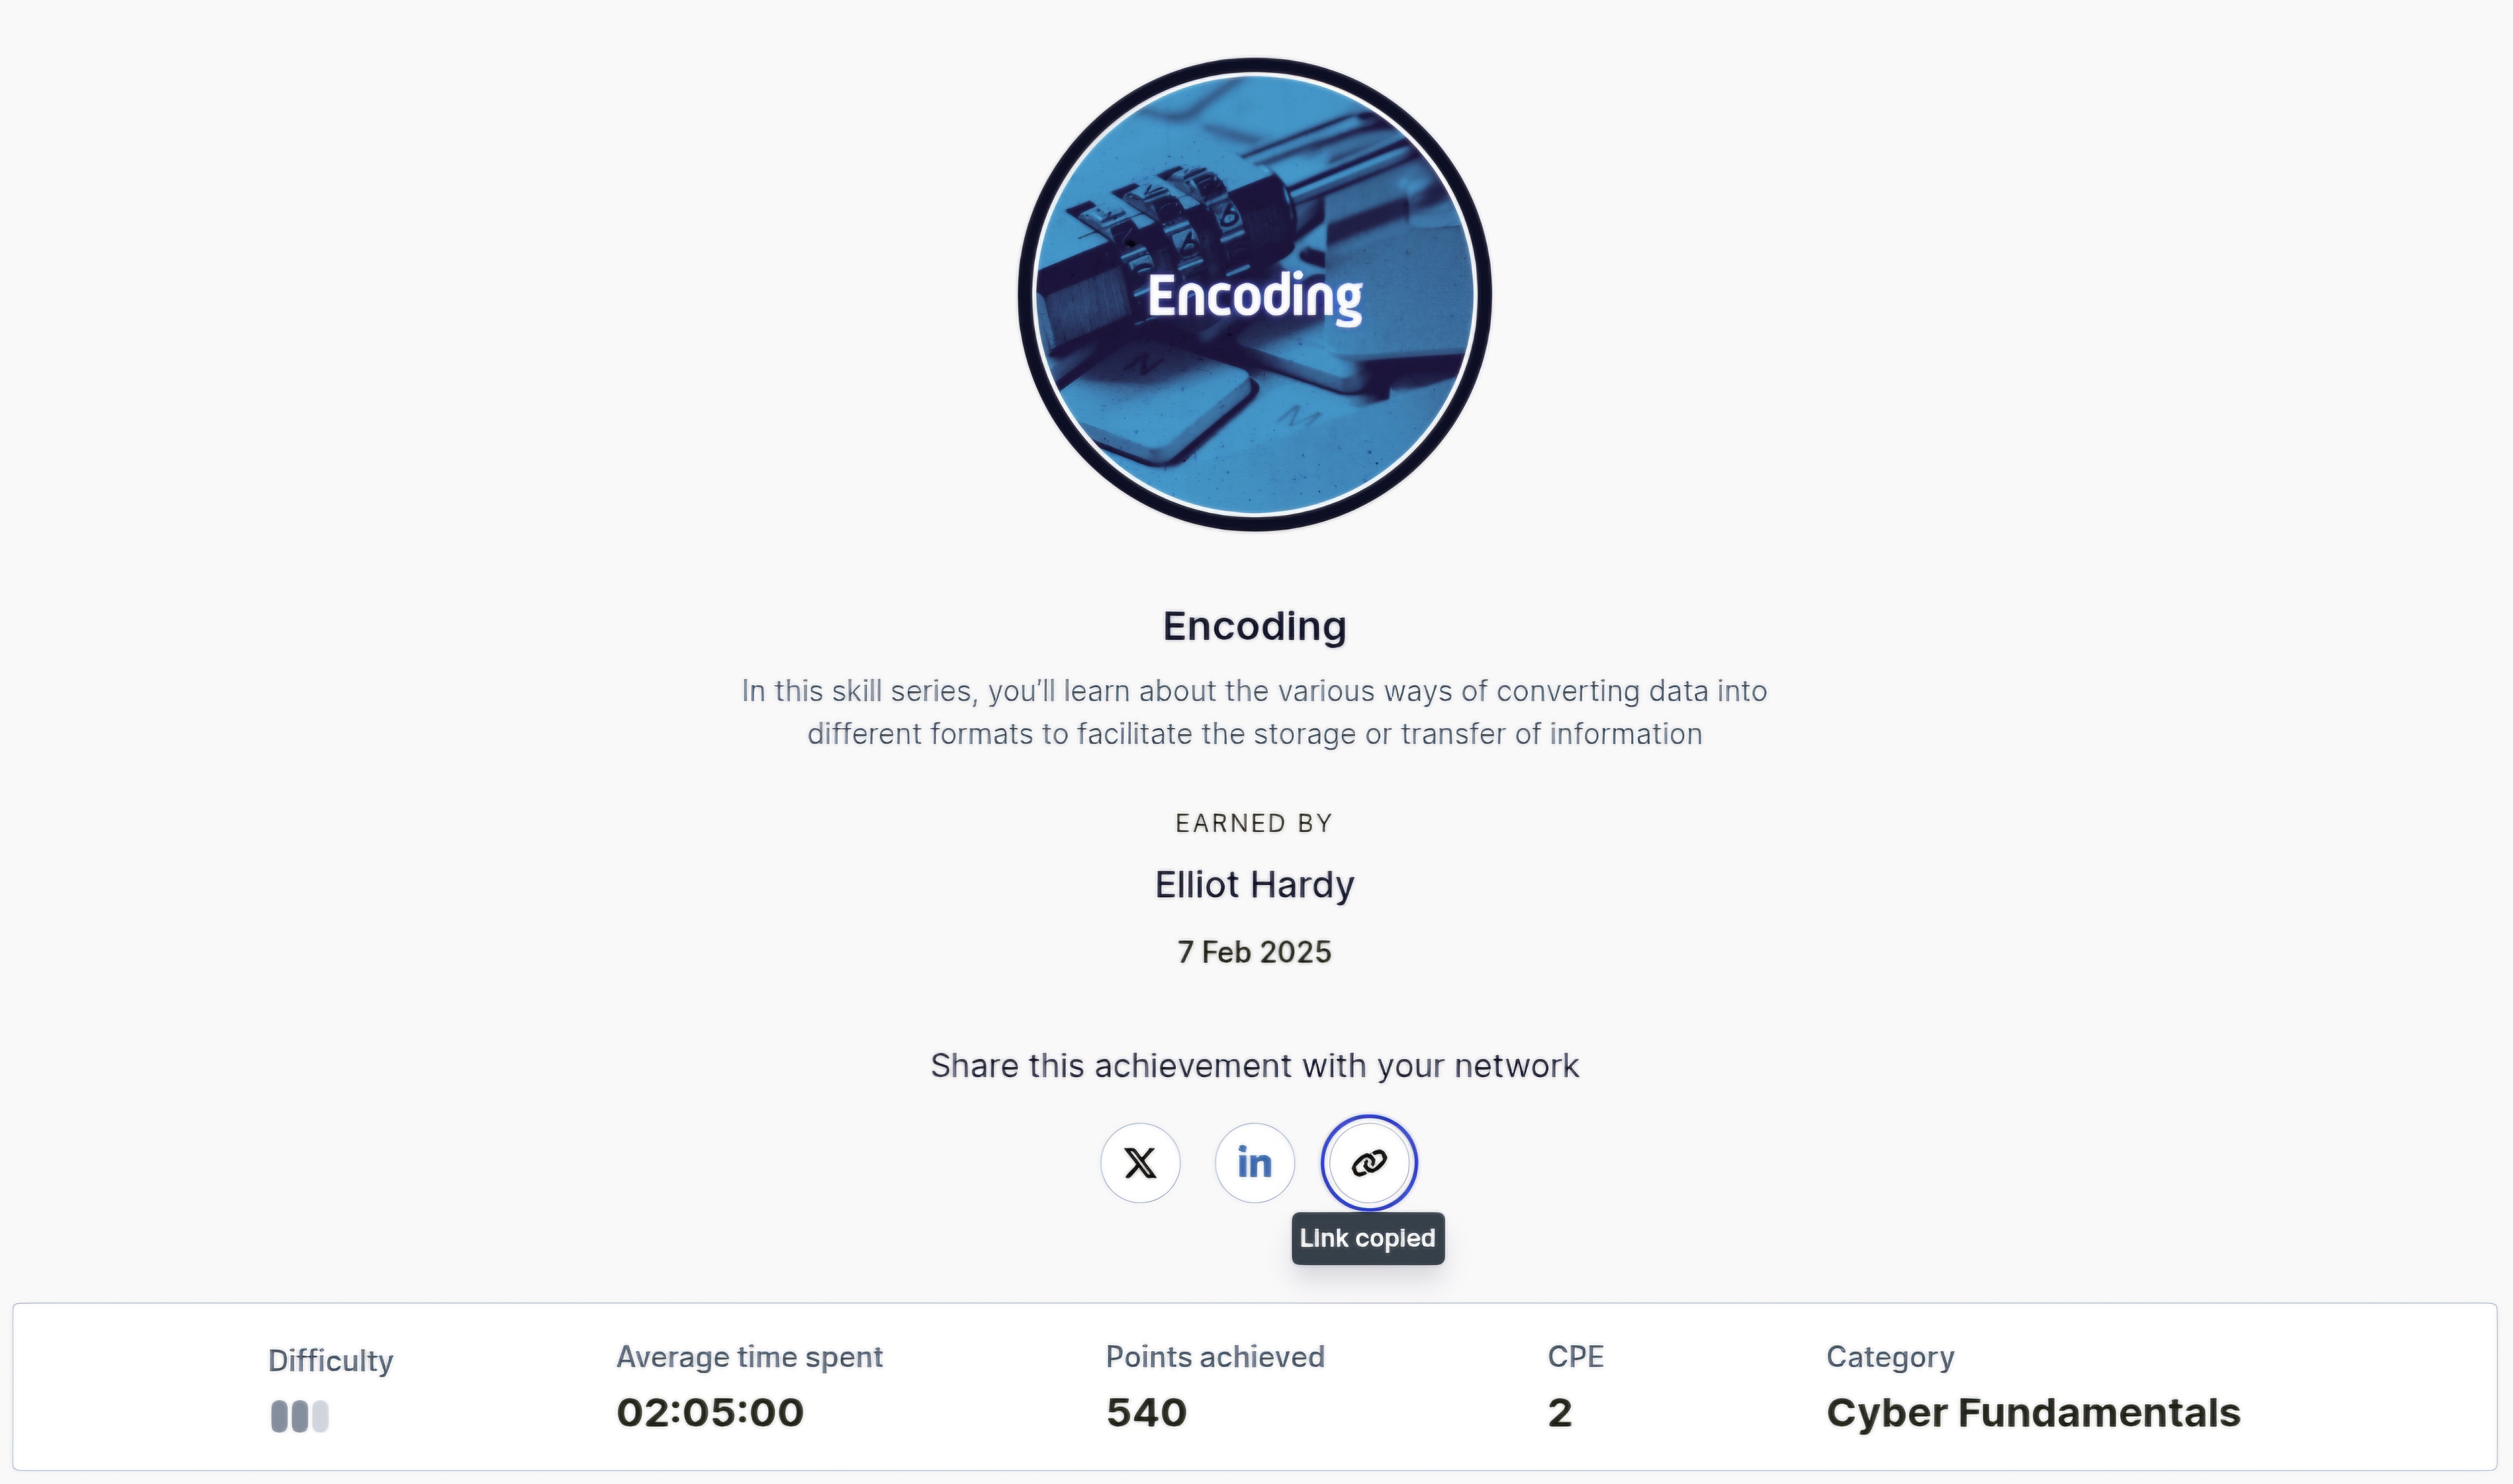 Encoding
Encoding
In this skill series, you'll learn about the various ways of converting data into
different formats to facilitate the storage or transfer of information
EARNED BY
Elliot Hardy
7 Feb 2025
Share this achievement with your network
in
Link copied
Difficulty
Average time spent
Points achieved
CPE
Category
02:05:00
540
2
Cyber Fundamentals